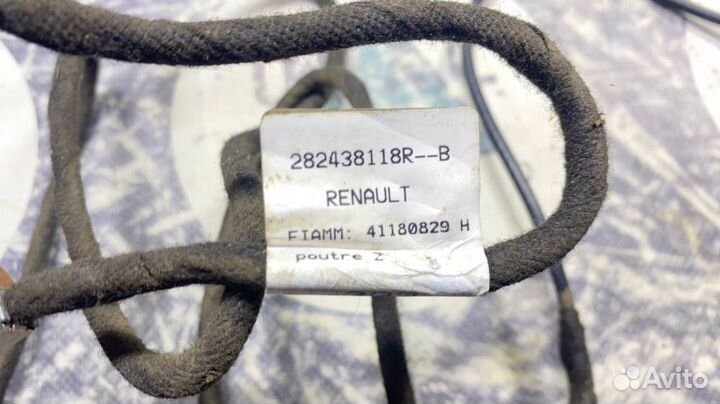 282438118R--B
RENAULT
FIAMM: 41180829 H
poutre Z
Avito